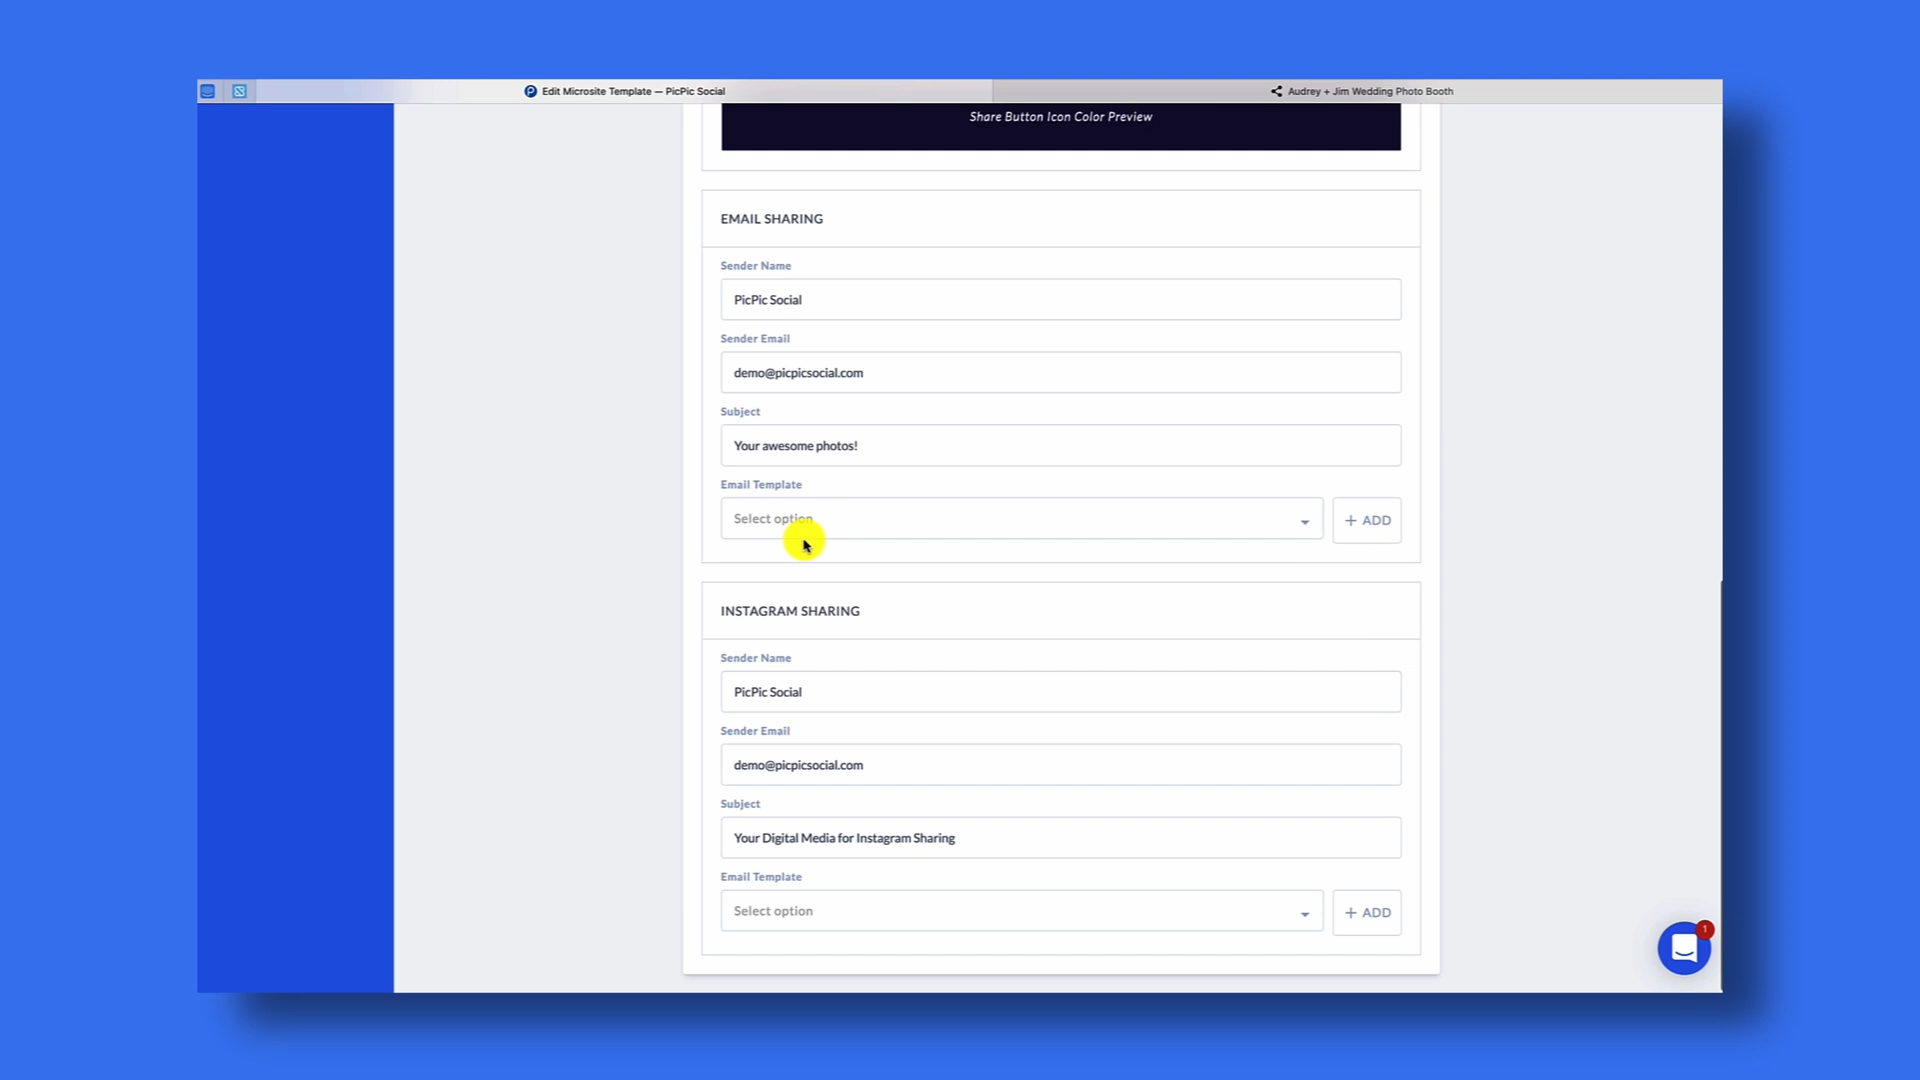 Edit Microsite Template — PicPic Social
Audrey + Jim Wedding Photo Booth
Share Button Icon Color Preview
EMAIL SHARING
Sender Name
PicPic Social
Sender Email
demo@picpicsocial.com
Subject
Your awesome photos!
Email Template
Select option
+ ADD
INSTAGRAM SHARING
Sender Name
PicPic Social
Sender Email
demo@picpicsocial.com
Subject
Your Digital Media for Instagram Sharing
Email Template
Select option
+ ADD
1